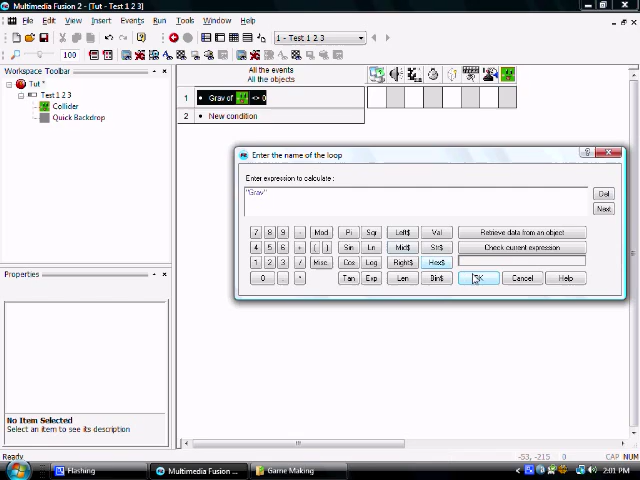 Multimedia Fusion 2 - [Tut - Test 1 2 3]
File Edit View Insert Events Run Tools Window Help
1 - Test 1 2 3
100
Workspace Toolbar
Tut *
Test 1 2 3
Collider
Quick Backdrop
All the events
All the objects
1 • Grav of <> 0
2 • New condition
Enter the name of the loop
Enter expression to calculate :
"Grav"
Del
Next
7 8 9 - Mod Pi Sqr Left$ Val Retrieve data from an object
4 5 6 + ( ) Sin Ln Mid$ Str$ Check current expression
1 2 3 / Misc. Cos Log Right$ Hex$
0 . * Tan Exp Len Bin$ OK Cancel Help
Properties
No Item Selected
Select an item to see its description
Ready
-53, -215 0 CAP NUM
Flashing
Multimedia Fusion ...
Game Making
2:01 PM